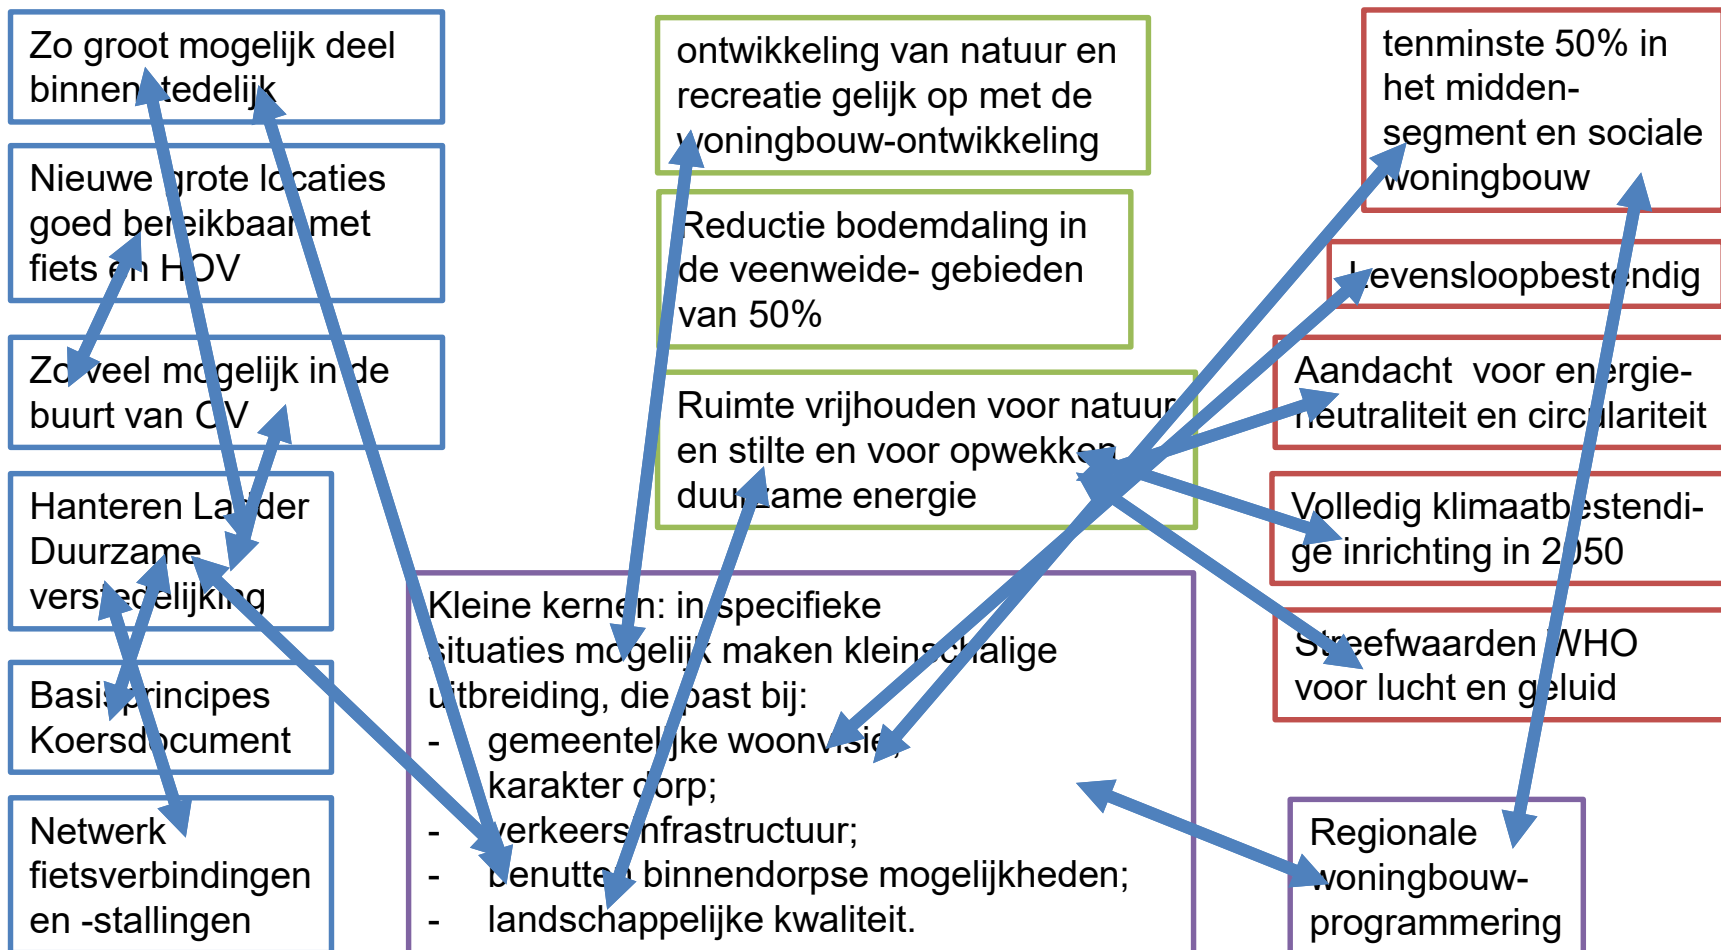 Zo groot mogelijk deel
binnenstedelijk
Nieuwe grote locaties
goed bereikbaar met
fiets en HOV
Zo veel mogelijk in de
buurt van OV
Hanteren Ladder
Duurzame
verstedelijking
Basisprincipes
Koersdocument
Netwerk
fietsverbindingen
en -stallingen
ontwikkeling van natuur en
recreatie gelijk op met de
woningbouw-ontwikkeling
Reductie bodemdaling in
de veenweide- gebieden
van 50%
Ruimte vrijhouden voor natuur
en stilte en voor opwekken
duurzame energie
Kleine kernen: in specifieke
situaties mogelijk maken kleinschalige
uitbreiding, die past bij:
- gemeentelijke woonvisie;
karakter dorp;
- verkeersinfrastructuur;
- benutten binnendorpse mogelijkheden;
- landschappelijke kwaliteit.
tenminste 50% in
het midden-
segment en sociale
woningbouw
Levensloopbestendig
Aandacht voor energie-
neutraliteit en circulariteit
Volledig klimaatbestendi-
ge inrichting in 2050
Streefwaarden WHO
voor lucht en geluid
Regionale
woningbouw-
programmering